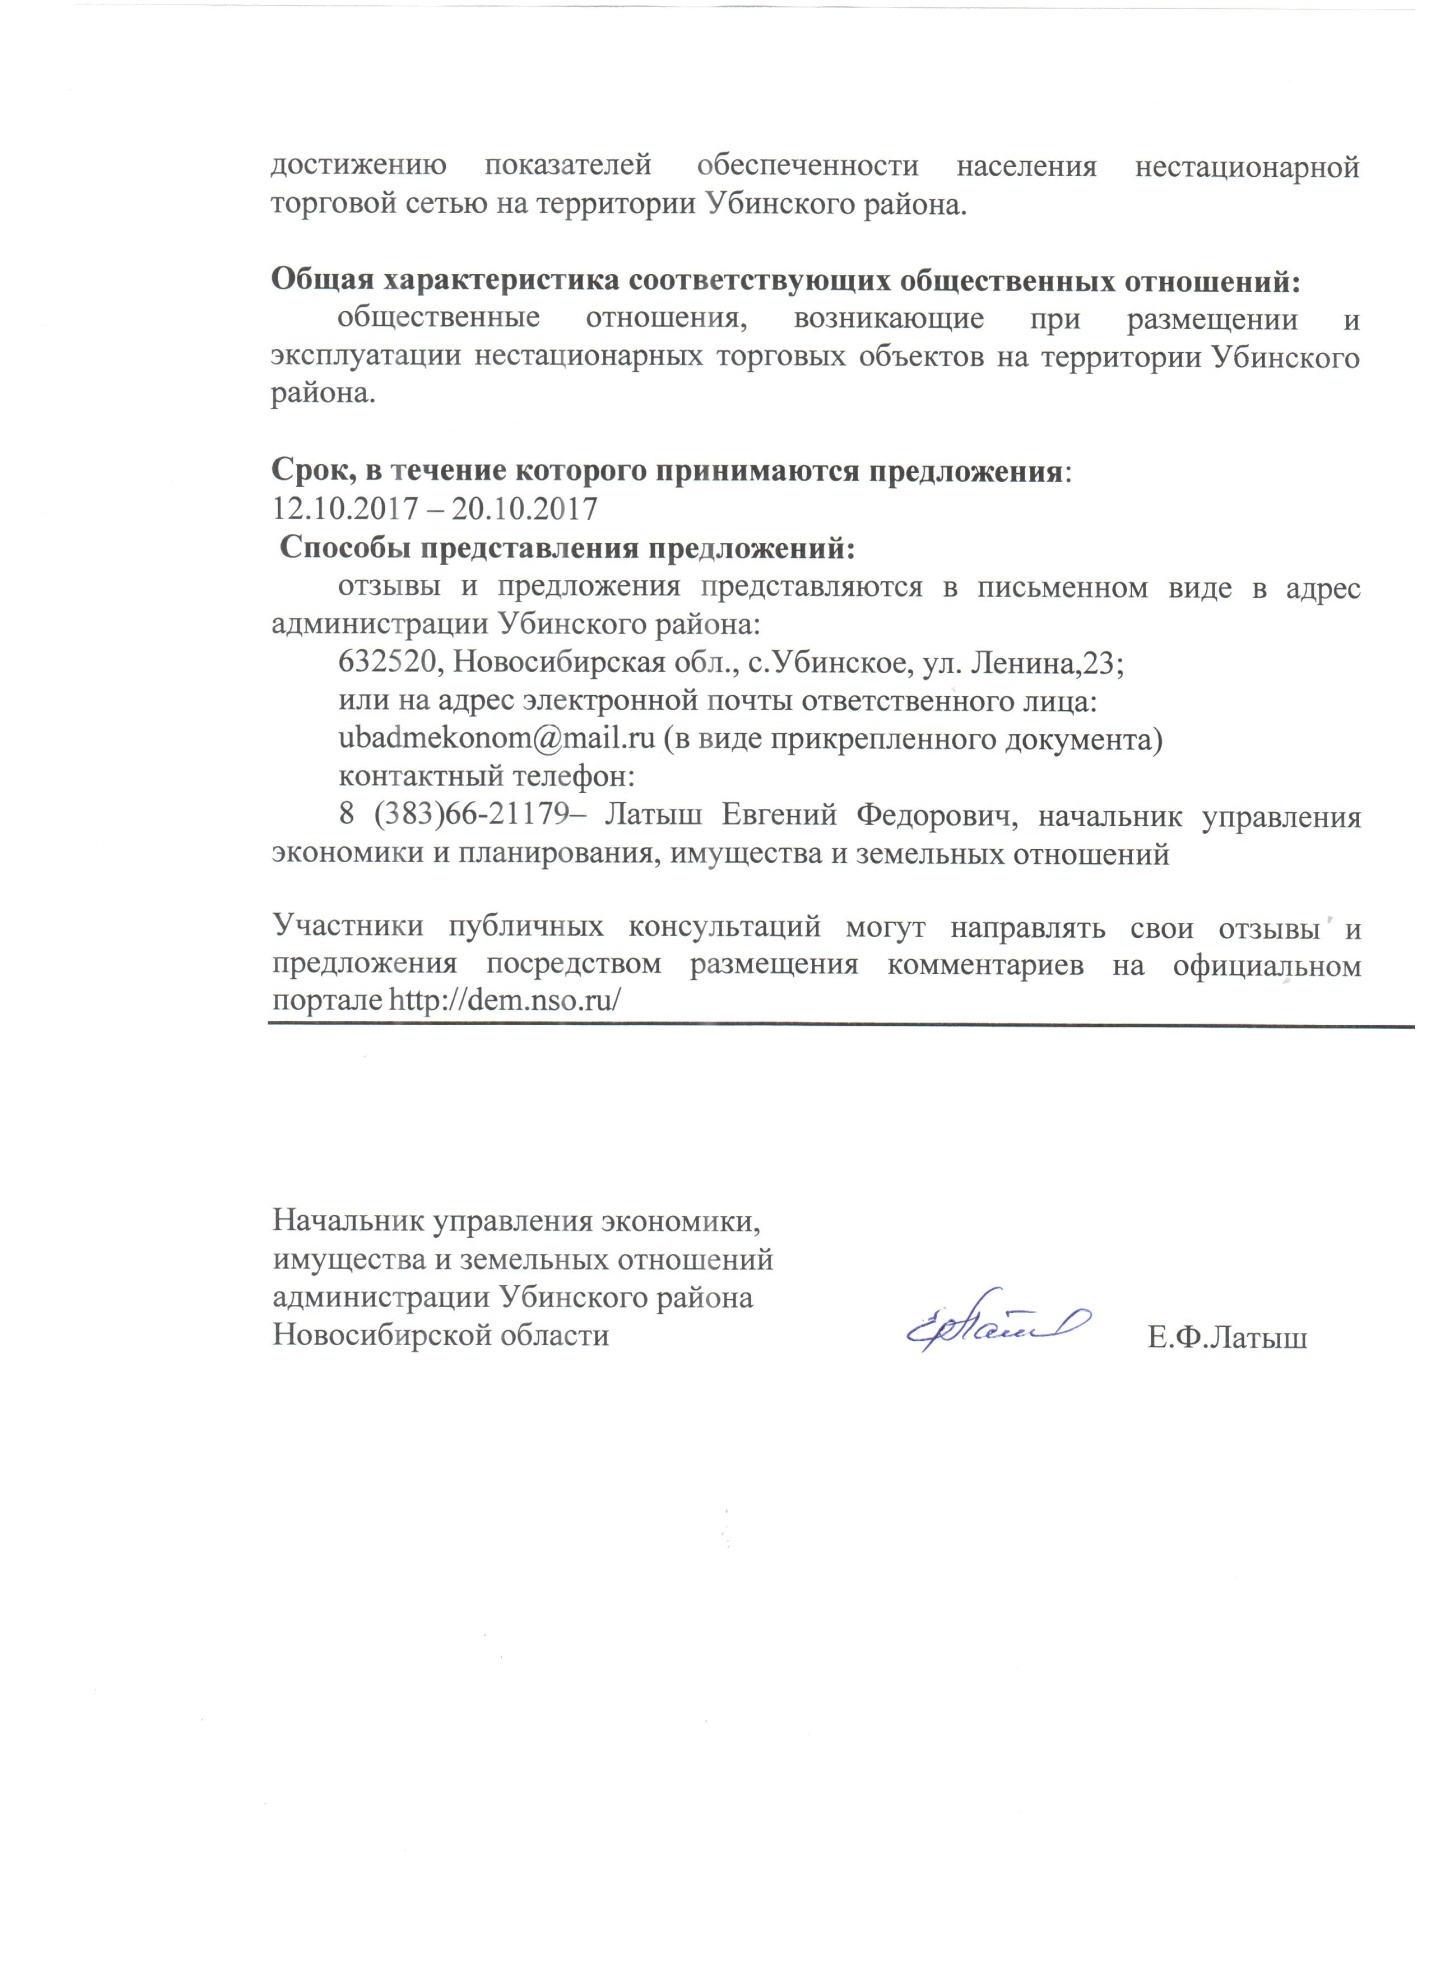 достижению показателей обеспеченности населения нестационарной
торговой сетью на территории Убинского района.
Общая характеристика соответствующих общественных отношений:
общественные отношения, возникающие при размещении и
эксплуатации нестационарных торговых объектов на территории Убинского
района.
Срок, в течение которого принимаются предложения:
12.10.2017 – 20.10.2017
Способы представления предложений:
отзывы и предложения представляются в письменном виде в адрес
администрации Убинского района:
632520, Новосибирская обл., с.Убинское, ул. Ленина,23;
или на адрес электронной почты ответственного лица:
ubadmekonom@mail.ru (в виде прикрепленного документа)
контактный телефон:
8 (383)66-21179– Латыш Евгений Федорович, начальник управления
экономики и планирования, имущества и земельных отношений
Участники публичных консультаций могут направлять свои отзывы и
предложения посредством размещения комментариев на официальном
портале http://dem.nso.ru/
Начальник управления экономики,
имущества и земельных отношений
администрации Убинского района
Новосибирской области Е.Ф.Латыш